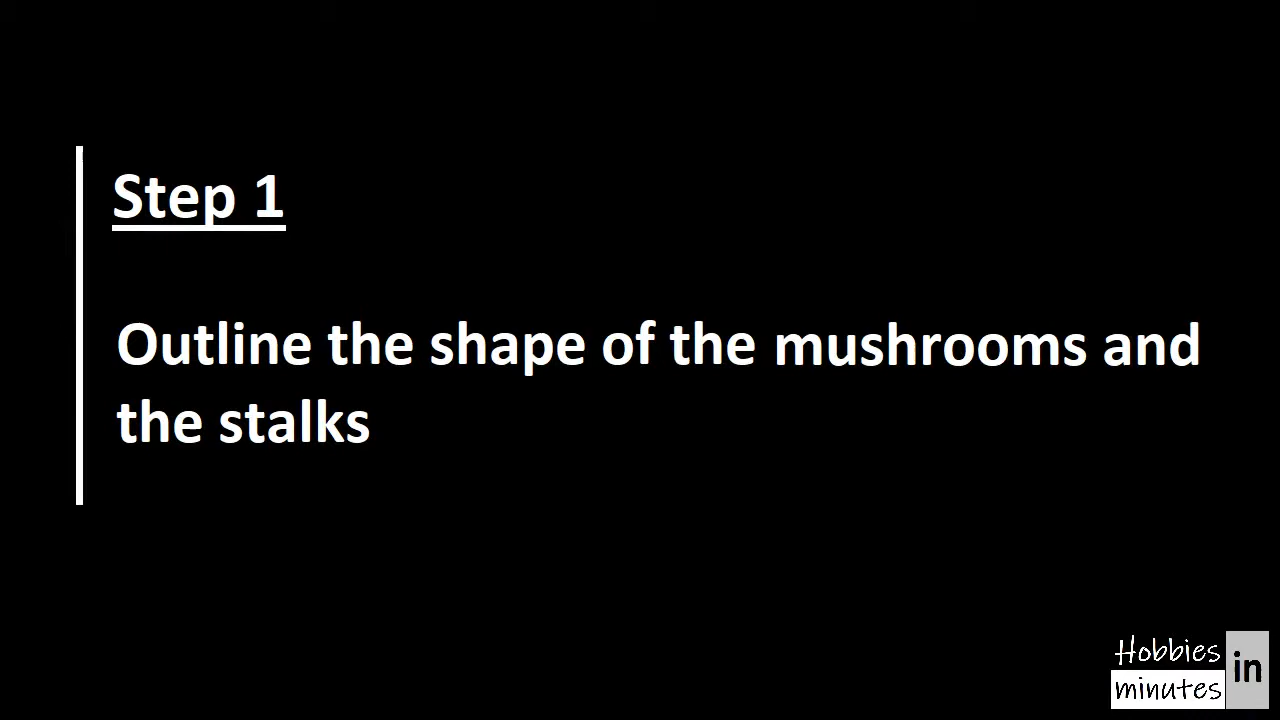 Step 1
Outline the shape of the mushrooms and
the stalks
Hobbies
in
minutes